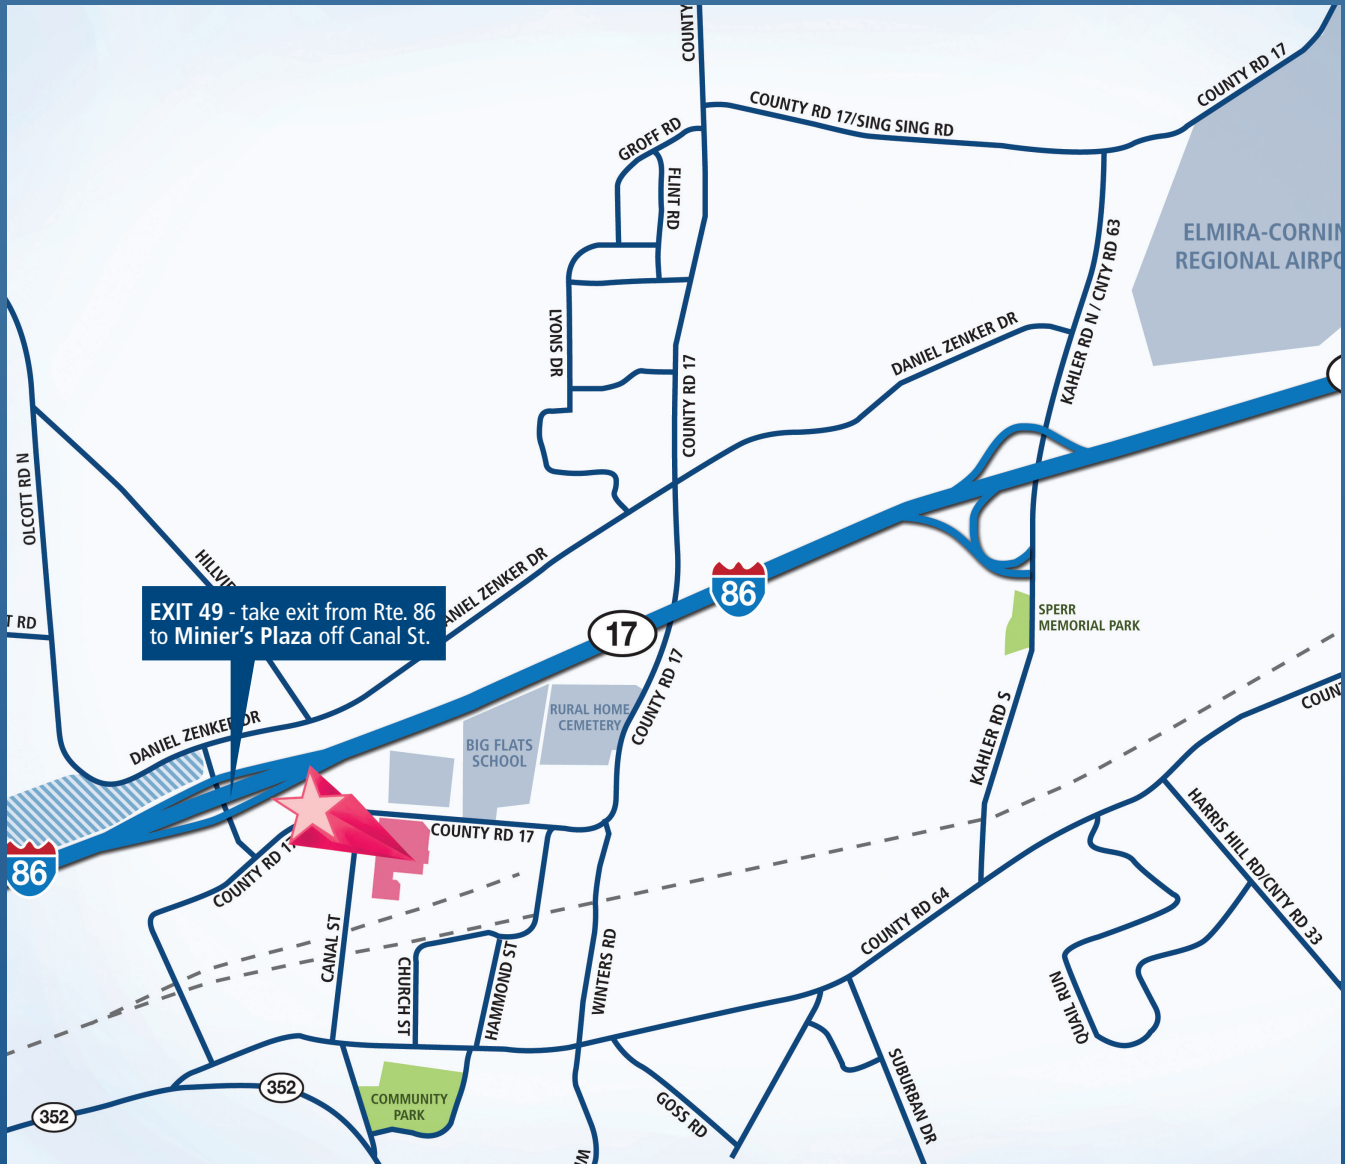 COUNTY
COUNTY RD 17
COUNTY RD 17/SING SING RD
GROFF RD
FLINT RD
ELMIRA-CORNIN
REGIONAL AIRPO
KAHLER RD N / CNTY RD 63
LYONS DR
DANIEL ZENKER DR
COUNTY RD 17
OLCOTT RD N
HILLVIE
ANIEL ZENKER DR
86
EXIT 49 - take exit from Rte. 86
to Minier's Plaza off Canal St.
T RD
17
SPERR
MEMORIAL PARK
COUNTY RD 17
RURAL HOME
CEMETERY
BIG FLATS
SCHOOL
DANIEL ZENKER DR
KAHLER RD S
COUN
86
COUNTY RD 17
COUNTY RD 17
HARRIS HILL RD/CNTY RD 33
COUNTY RD 64
CANAL ST
CHURCH ST
HAMMOND ST
WINTERS RD
QUAIL RUN
352
352
COMMUNITY
PARK
GOSS RD
SUBURBAN DR